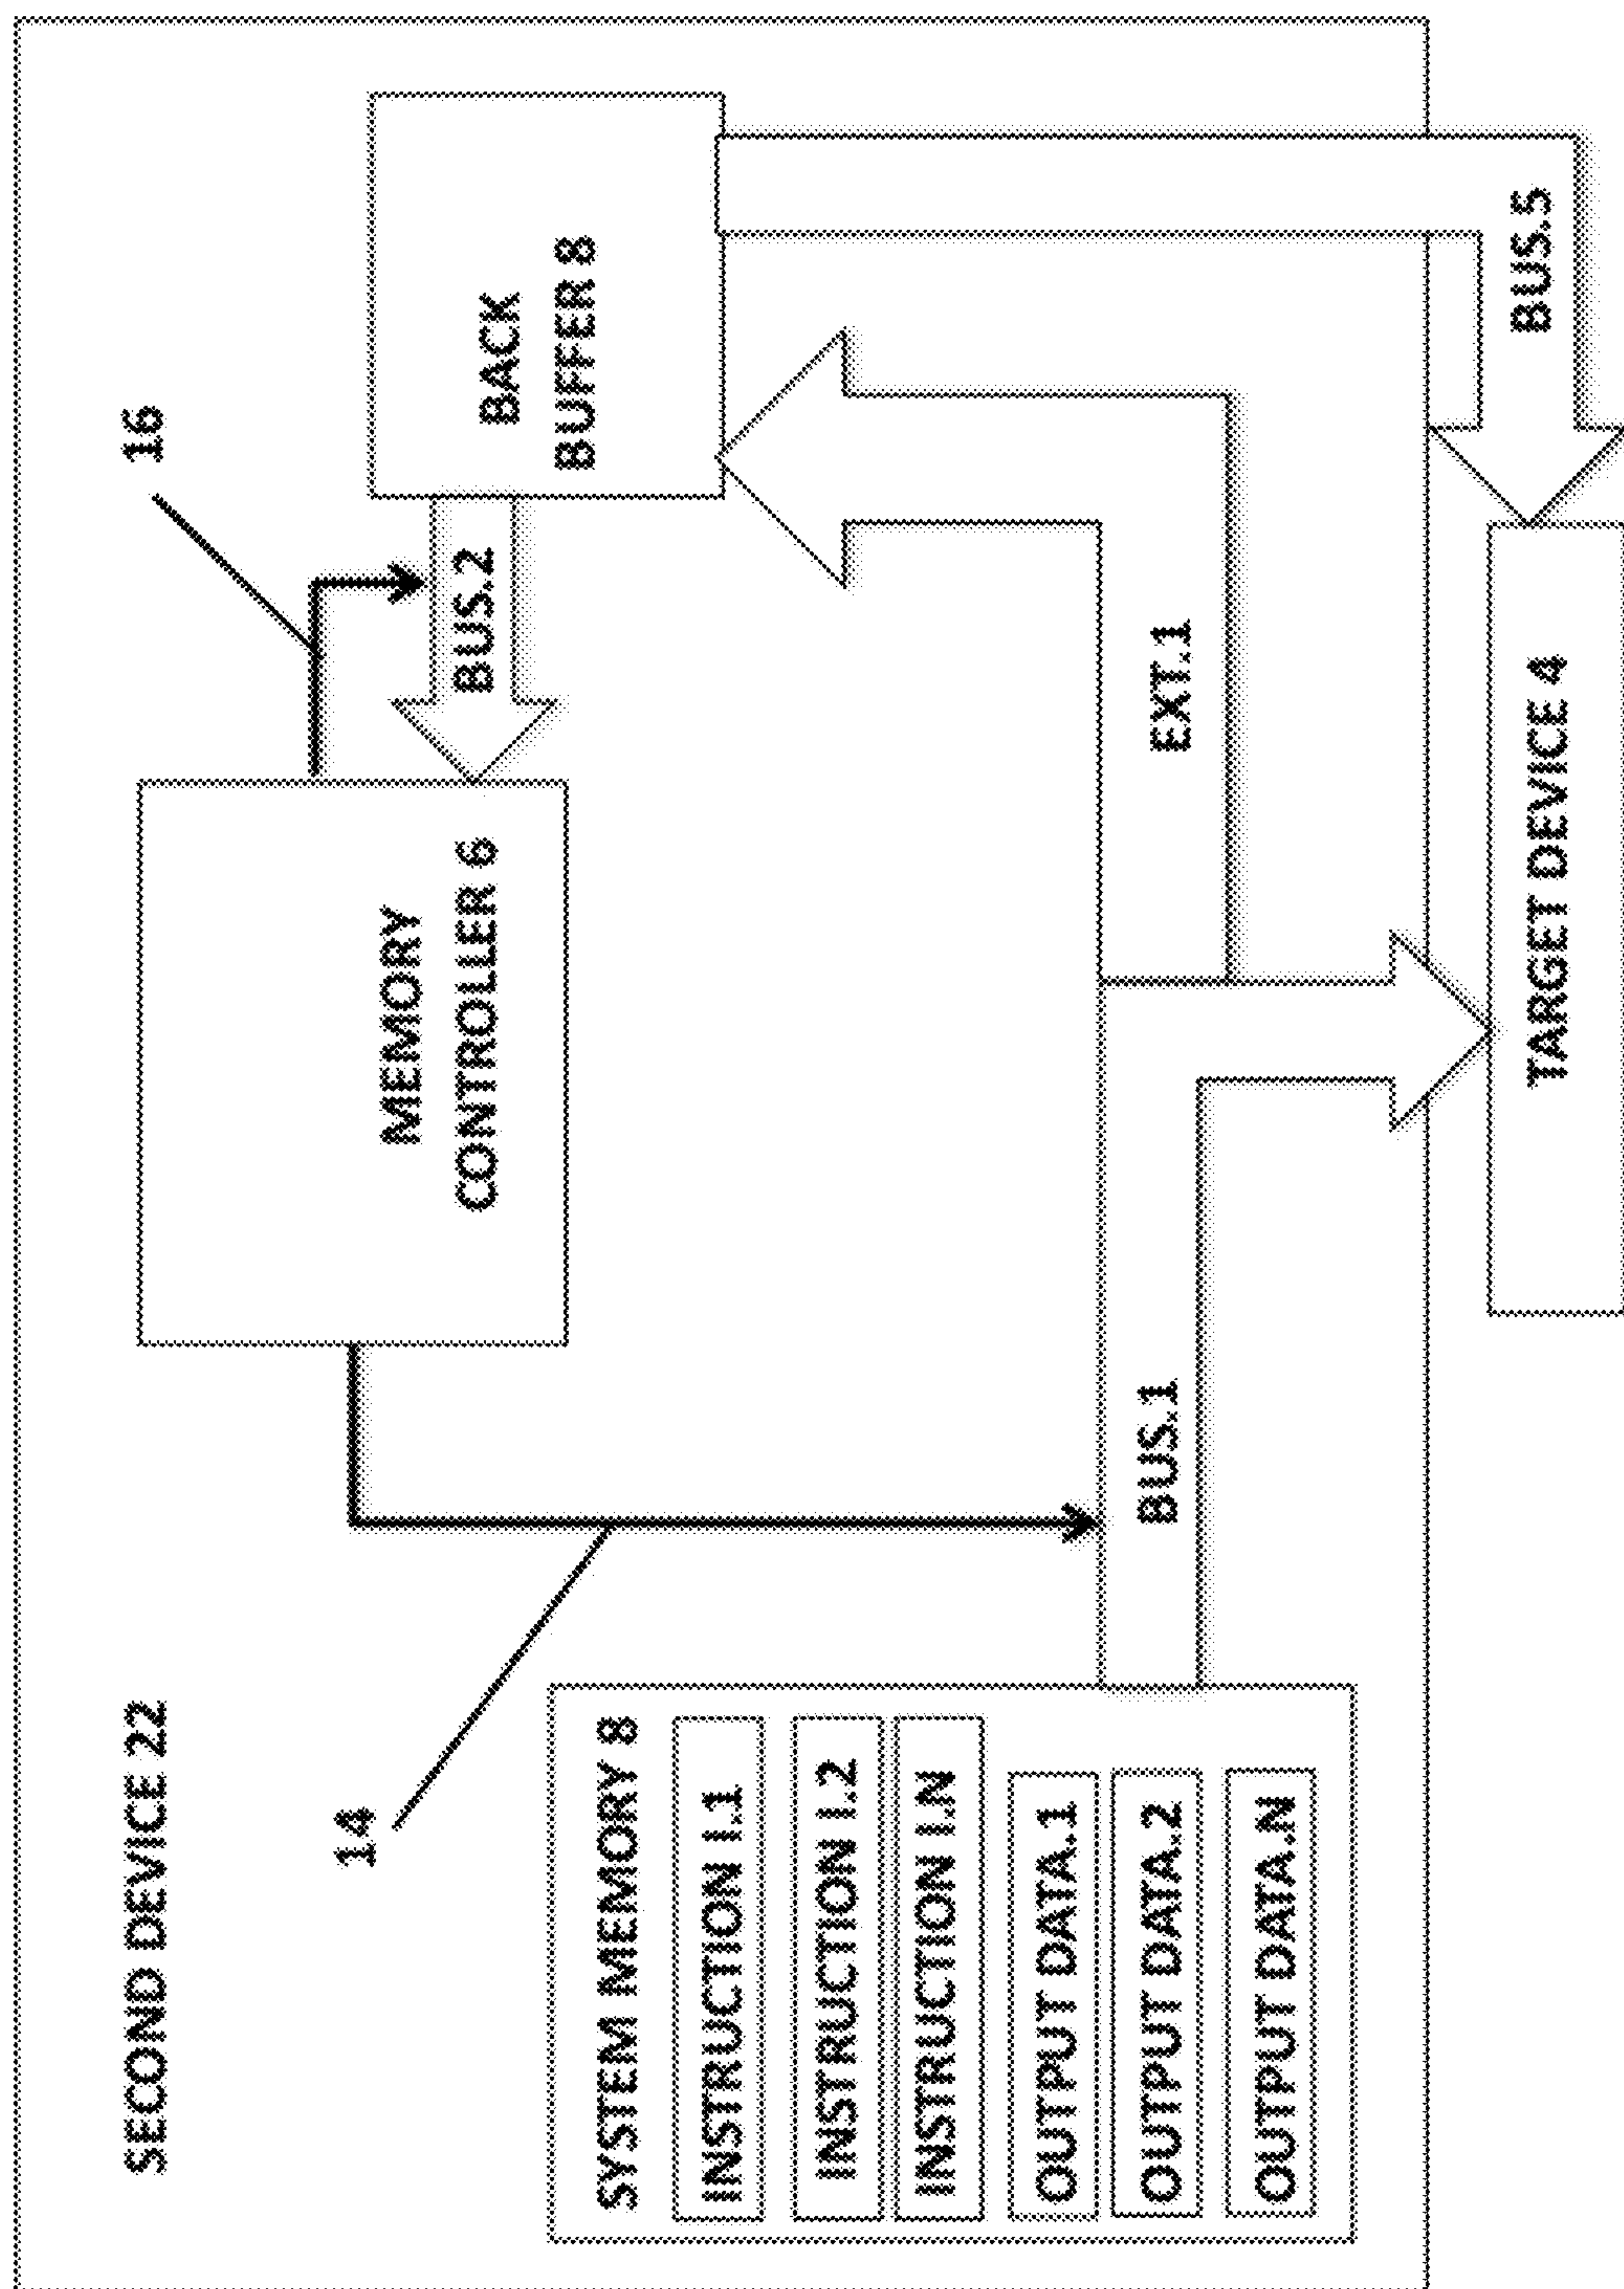 SECOND DEVICE 22
16
14
MEMORY
CONTROLLER 6
BACK
BUFFER 8
BUS.2
SYSTEM MEMORY 8
INSTRUCTION I.1
INSTRUCTION I.2
INSTRUCTION I.N
OUTPUT DATA.1
OUTPUT DATA.2
OUTPUT DATA.N
BUS.1
EXT.1
BUS.5
TARGET DEVICE 4